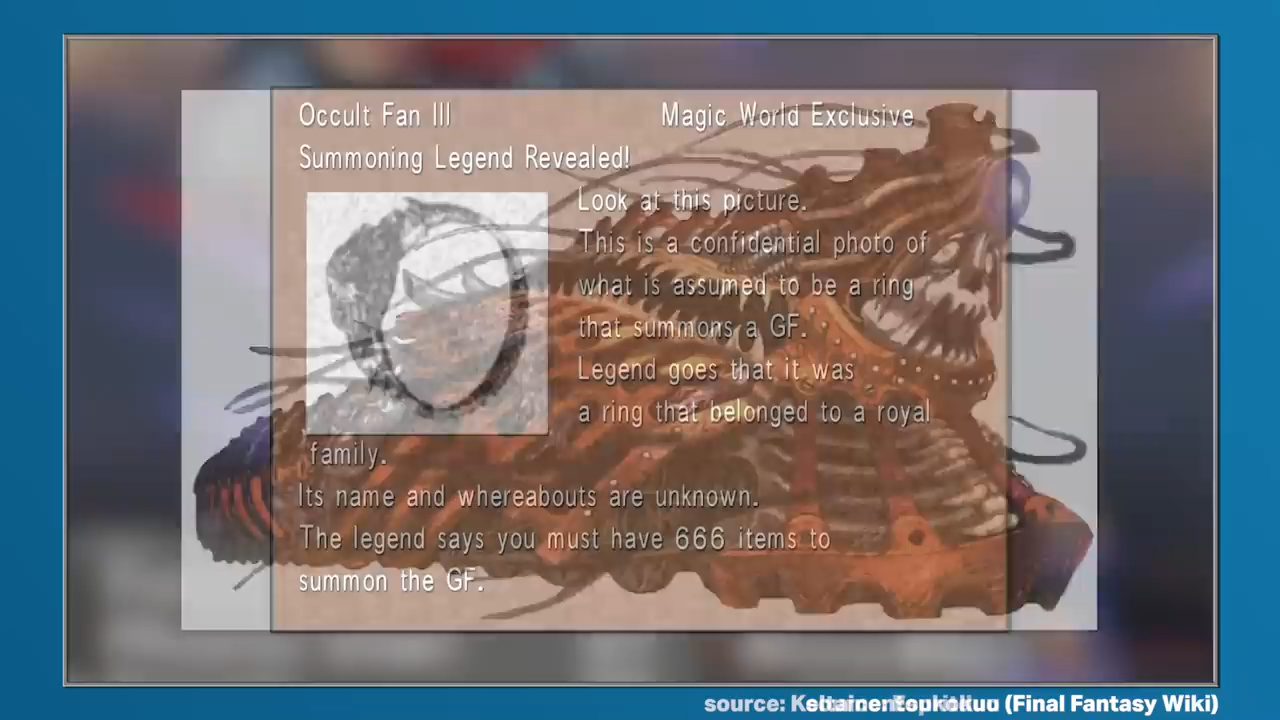 Occult Fan III Magic World Exclusive
Summoning Legend Revealed!
Look at this picture.
This is a confidential photo of
what is assumed to be a ring
that summons a GF.
Legend goes that it was
a ring that belonged to a royal
family.
Its name and whereabouts are unknown.
The legend says you must have 666 items to
summon the GF.
source: (Final Fantasy Wiki)